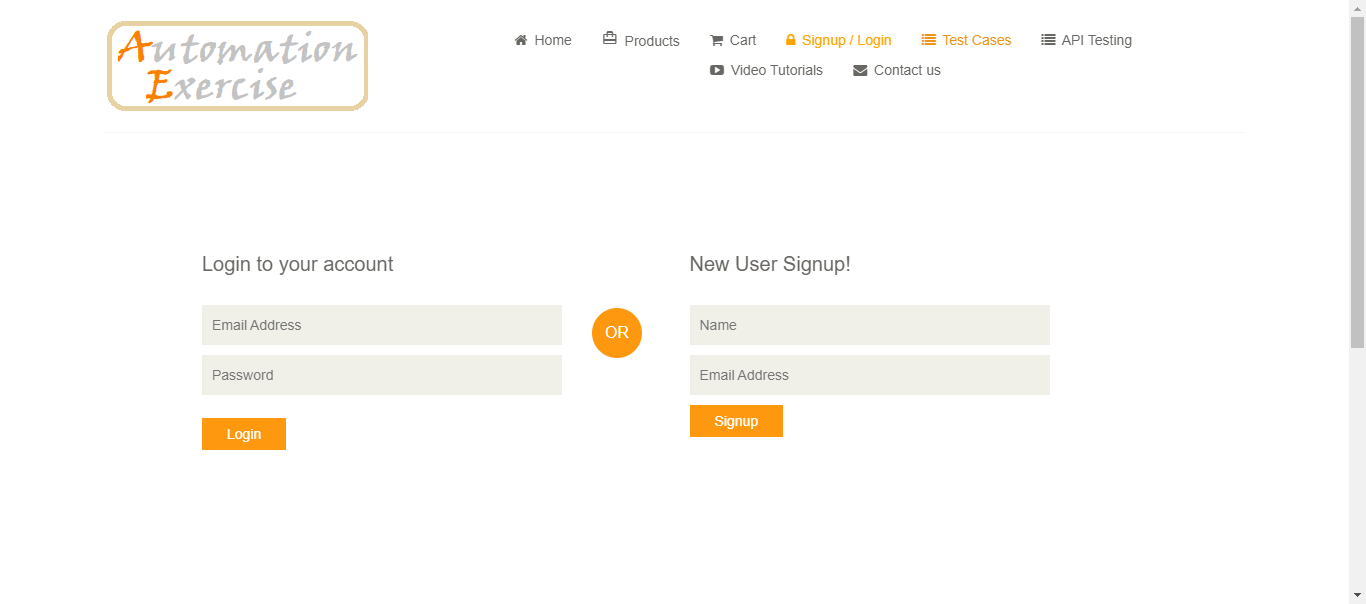 Automation
Exercise
Home
Products
Cart
Signup / Login
Test Cases
API Testing
Video Tutorials
Contact us
Login to your account
Email Address
Password
Login
OR
New User Signup!
Name
Email Address
Signup